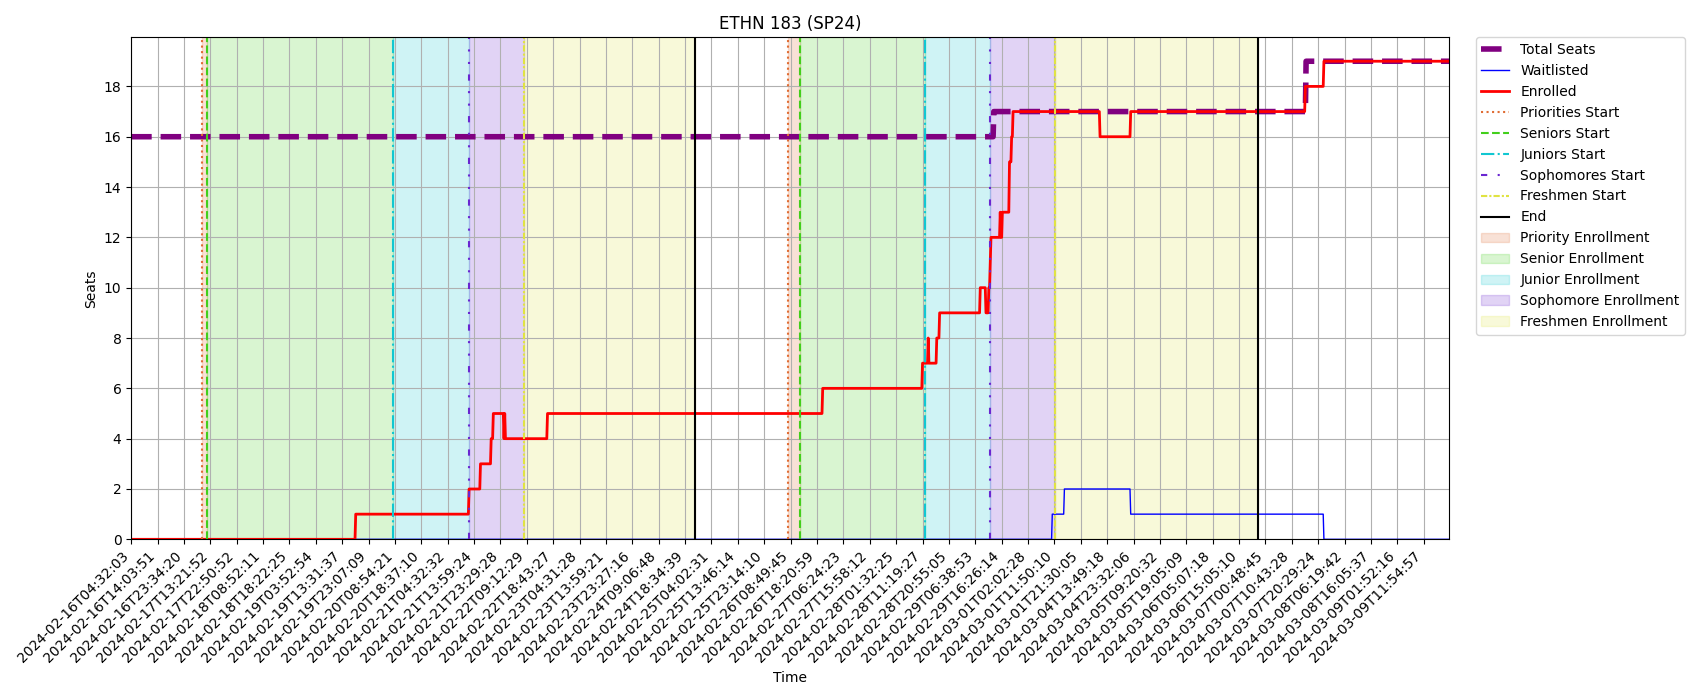 ETHN 183 (SP24)
Seats
18
16
14
12
10
8
6
4
2
0
2024-02-16T04:32:03
2024-02-16T14:03:51
2024-02-16T23:34:20
2024-02-17T13:21:52
2024-02-17T22:50:52
2024-02-18T08:52:11
2024-02-18T18:22:25
2024-02-19T03:52:54
2024-02-19T13:31:37
2024-02-19T23:07:09
2024-02-20T08:54:21
2024-02-20T18:37:10
2024-02-21T04:32:32
2024-02-21T13:59:24
2024-02-21T23:29:28
2024-02-22T09:12:29
2024-02-22T18:43:27
2024-02-23T04:31:28
2024-02-23T13:59:21
2024-02-23T23:27:16
2024-02-24T09:06:48
2024-02-24T18:34:39
2024-02-25T04:02:31
2024-02-25T13:46:14
2024-02-25T23:14:10
2024-02-26T08:49:45
2024-02-26T18:20:59
2024-02-27T06:24:23
2024-02-27T15:58:12
2024-02-28T01:32:25
2024-02-28T11:19:27
2024-02-28T20:55:05
2024-02-29T06:38:53
2024-02-29T16:26:14
2024-03-01T02:02:28
2024-03-01T11:50:10
2024-03-01T21:30:05
2024-03-04T13:49:18
2024-03-04T23:32:06
2024-03-05T09:20:32
2024-03-05T19:05:09
2024-03-06T05:07:18
2024-03-06T15:05:10
2024-03-07T00:48:45
2024-03-07T10:43:28
2024-03-07T20:29:24
2024-03-08T06:19:42
2024-03-08T16:05:37
2024-03-09T01:52:16
2024-03-09T11:54:57
Time
Total Seats
Waitlisted
Enrolled
Priorities Start
Seniors Start
Juniors Start
Sophomores Start
Freshmen Start
End
Priority Enrollment
Senior Enrollment
Junior Enrollment
Sophomore Enrollment
Freshmen Enrollment